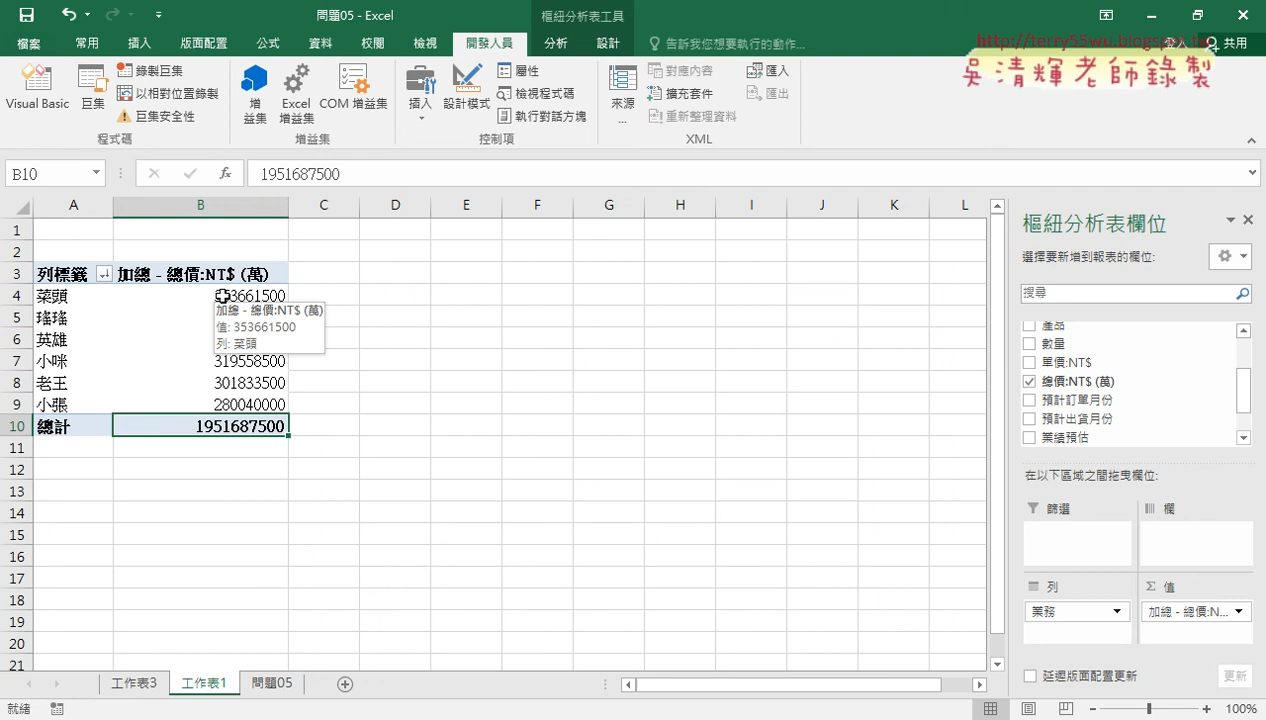 問題05 - Excel
樞紐分析表工具
http://terry55wu.blogspot.tw
吳清輝老師錄製
檔案 常用 插入 版面配置 公式 資料 校閱 檢視 開發人員 分析 設計 告訴我您想要執行的動作... 登入 共用
Visual Basic 巨集 錄製巨集 以相對位置錄製 巨集安全性
增益集 Excel 增益集 COM 增益集
插入 設計模式 屬性 檢視程式碼 執行對話方塊
來源... 對應內容 擴充套件 重新整理資料 匯入 匯出
程式碼 增益集 控制項 XML
B10 fx 1951687500
A B C D E F G H I J K L
1
2
3 列標籤 加總 - 總價:NT$ (萬)
4 菜頭 3661500
5 瑤瑤
6 英雄
7 小咪 319558500
8 老王 301833500
9 小張 280040000
10 總計 1951687500
11
12
13
14
15
16
17
18
19
20
21
加總 - 總價:NT$ (萬)
值: 353661500
列: 菜頭
樞紐分析表欄位
選擇要新增到報表的欄位:
搜尋
產品
數量
單價:NT$
總價:NT$ (萬)
預計訂單月份
預計出貨月份
業績預估
在以下區域之間拖曳欄位:
篩選 欄
列 Σ 值
業務 加總 - 總價:N...
延遲版面配置更新 更新
工作表3 工作表1 問題05
就緒 100%